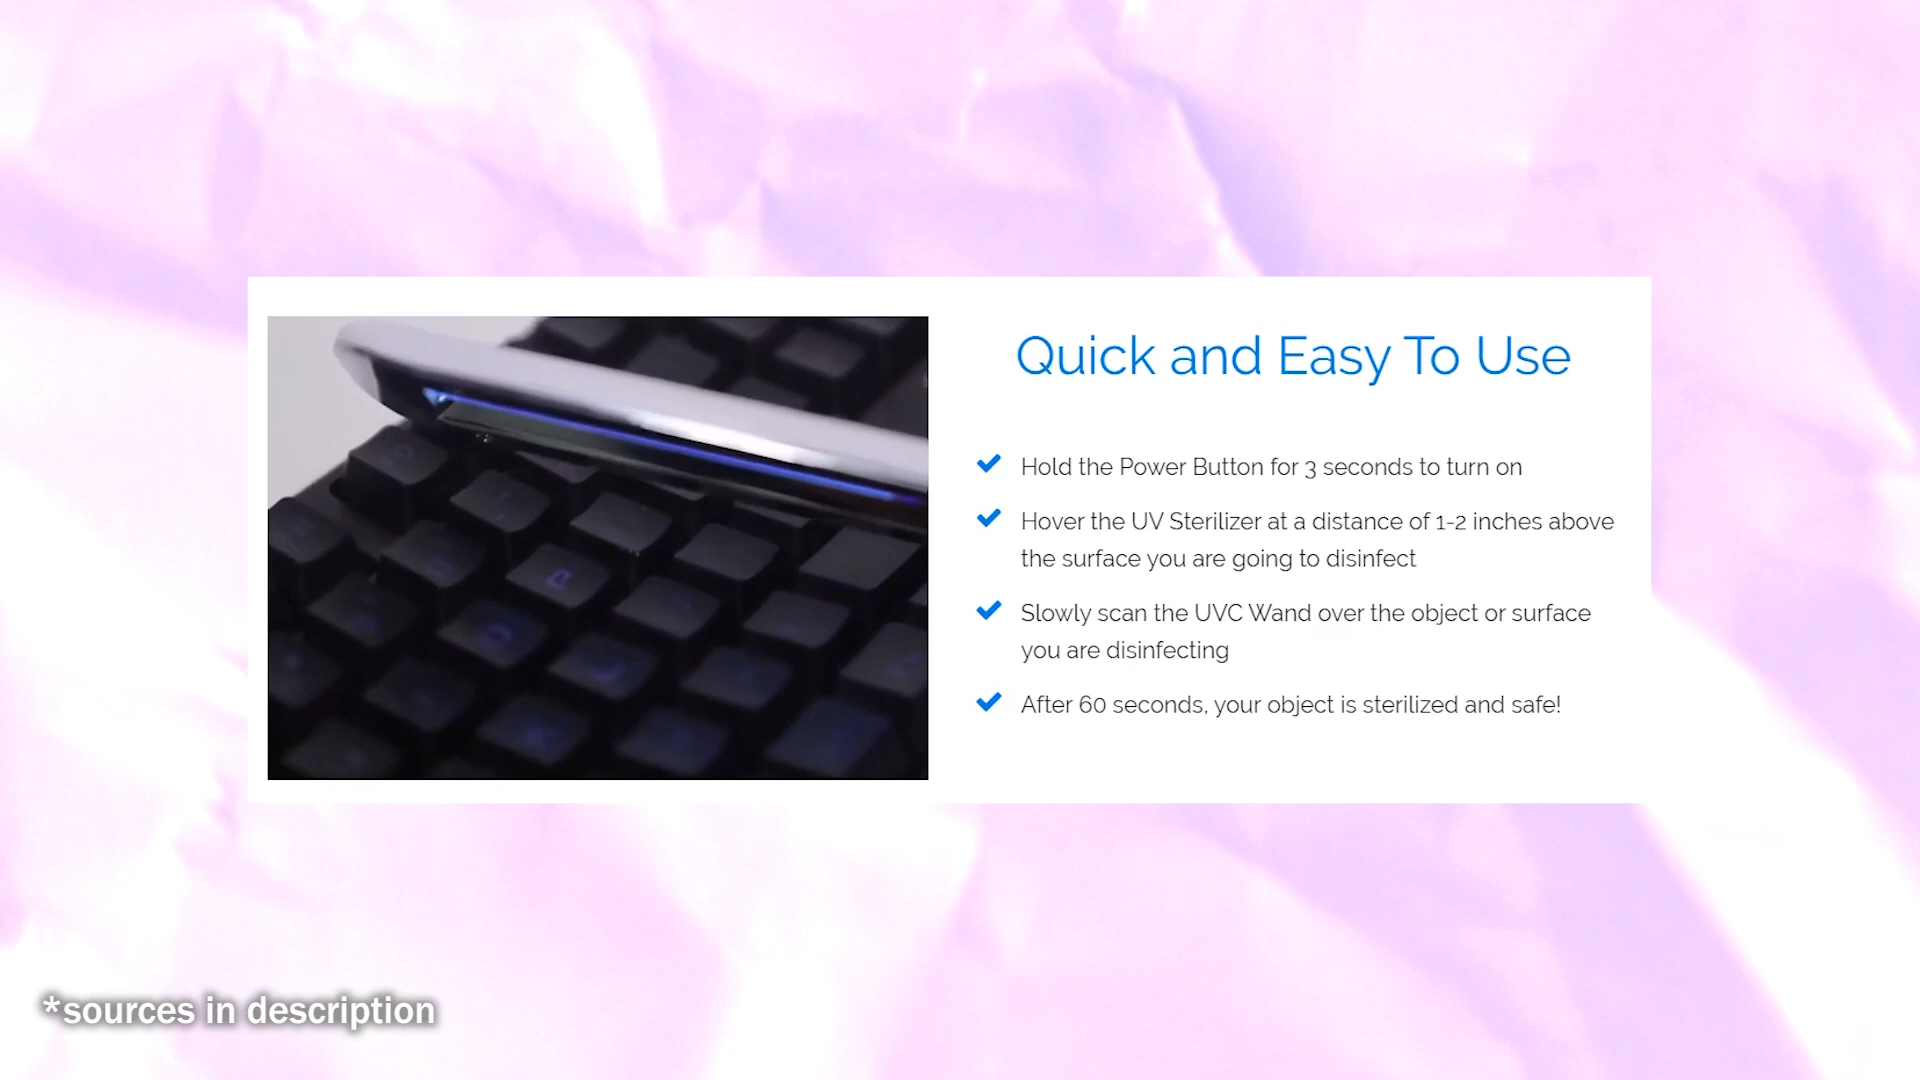 Quick and Easy To Use
Hold the Power Button for 3 seconds to turn on
Hover the UV Sterilizer at a distance of 1-2 inches above
the surface you are going to disinfect
Slowly scan the UVC Wand over the object or surface
you are disinfecting
After 60 seconds, your object is sterilized and safe!
*sources in description